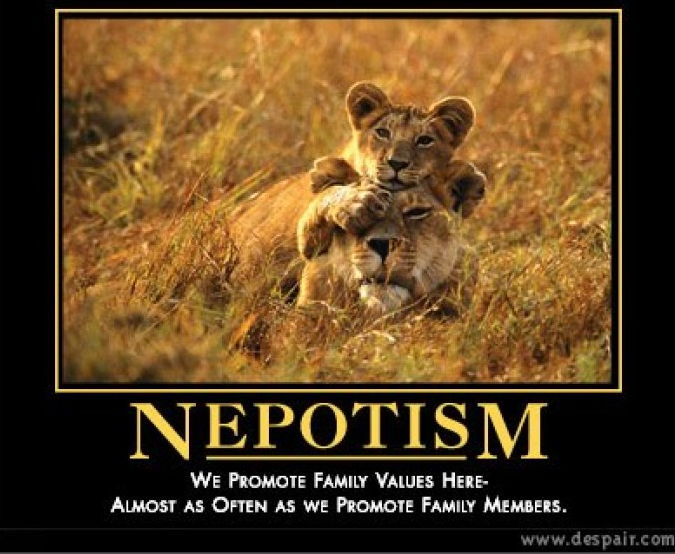 NEPOTISM
WE PROMOTE FAMILY VALUES HERE-
ALMOST AS OFTEN AS WE PROMOTE FAMILY MEMBERS.
www.despair.com